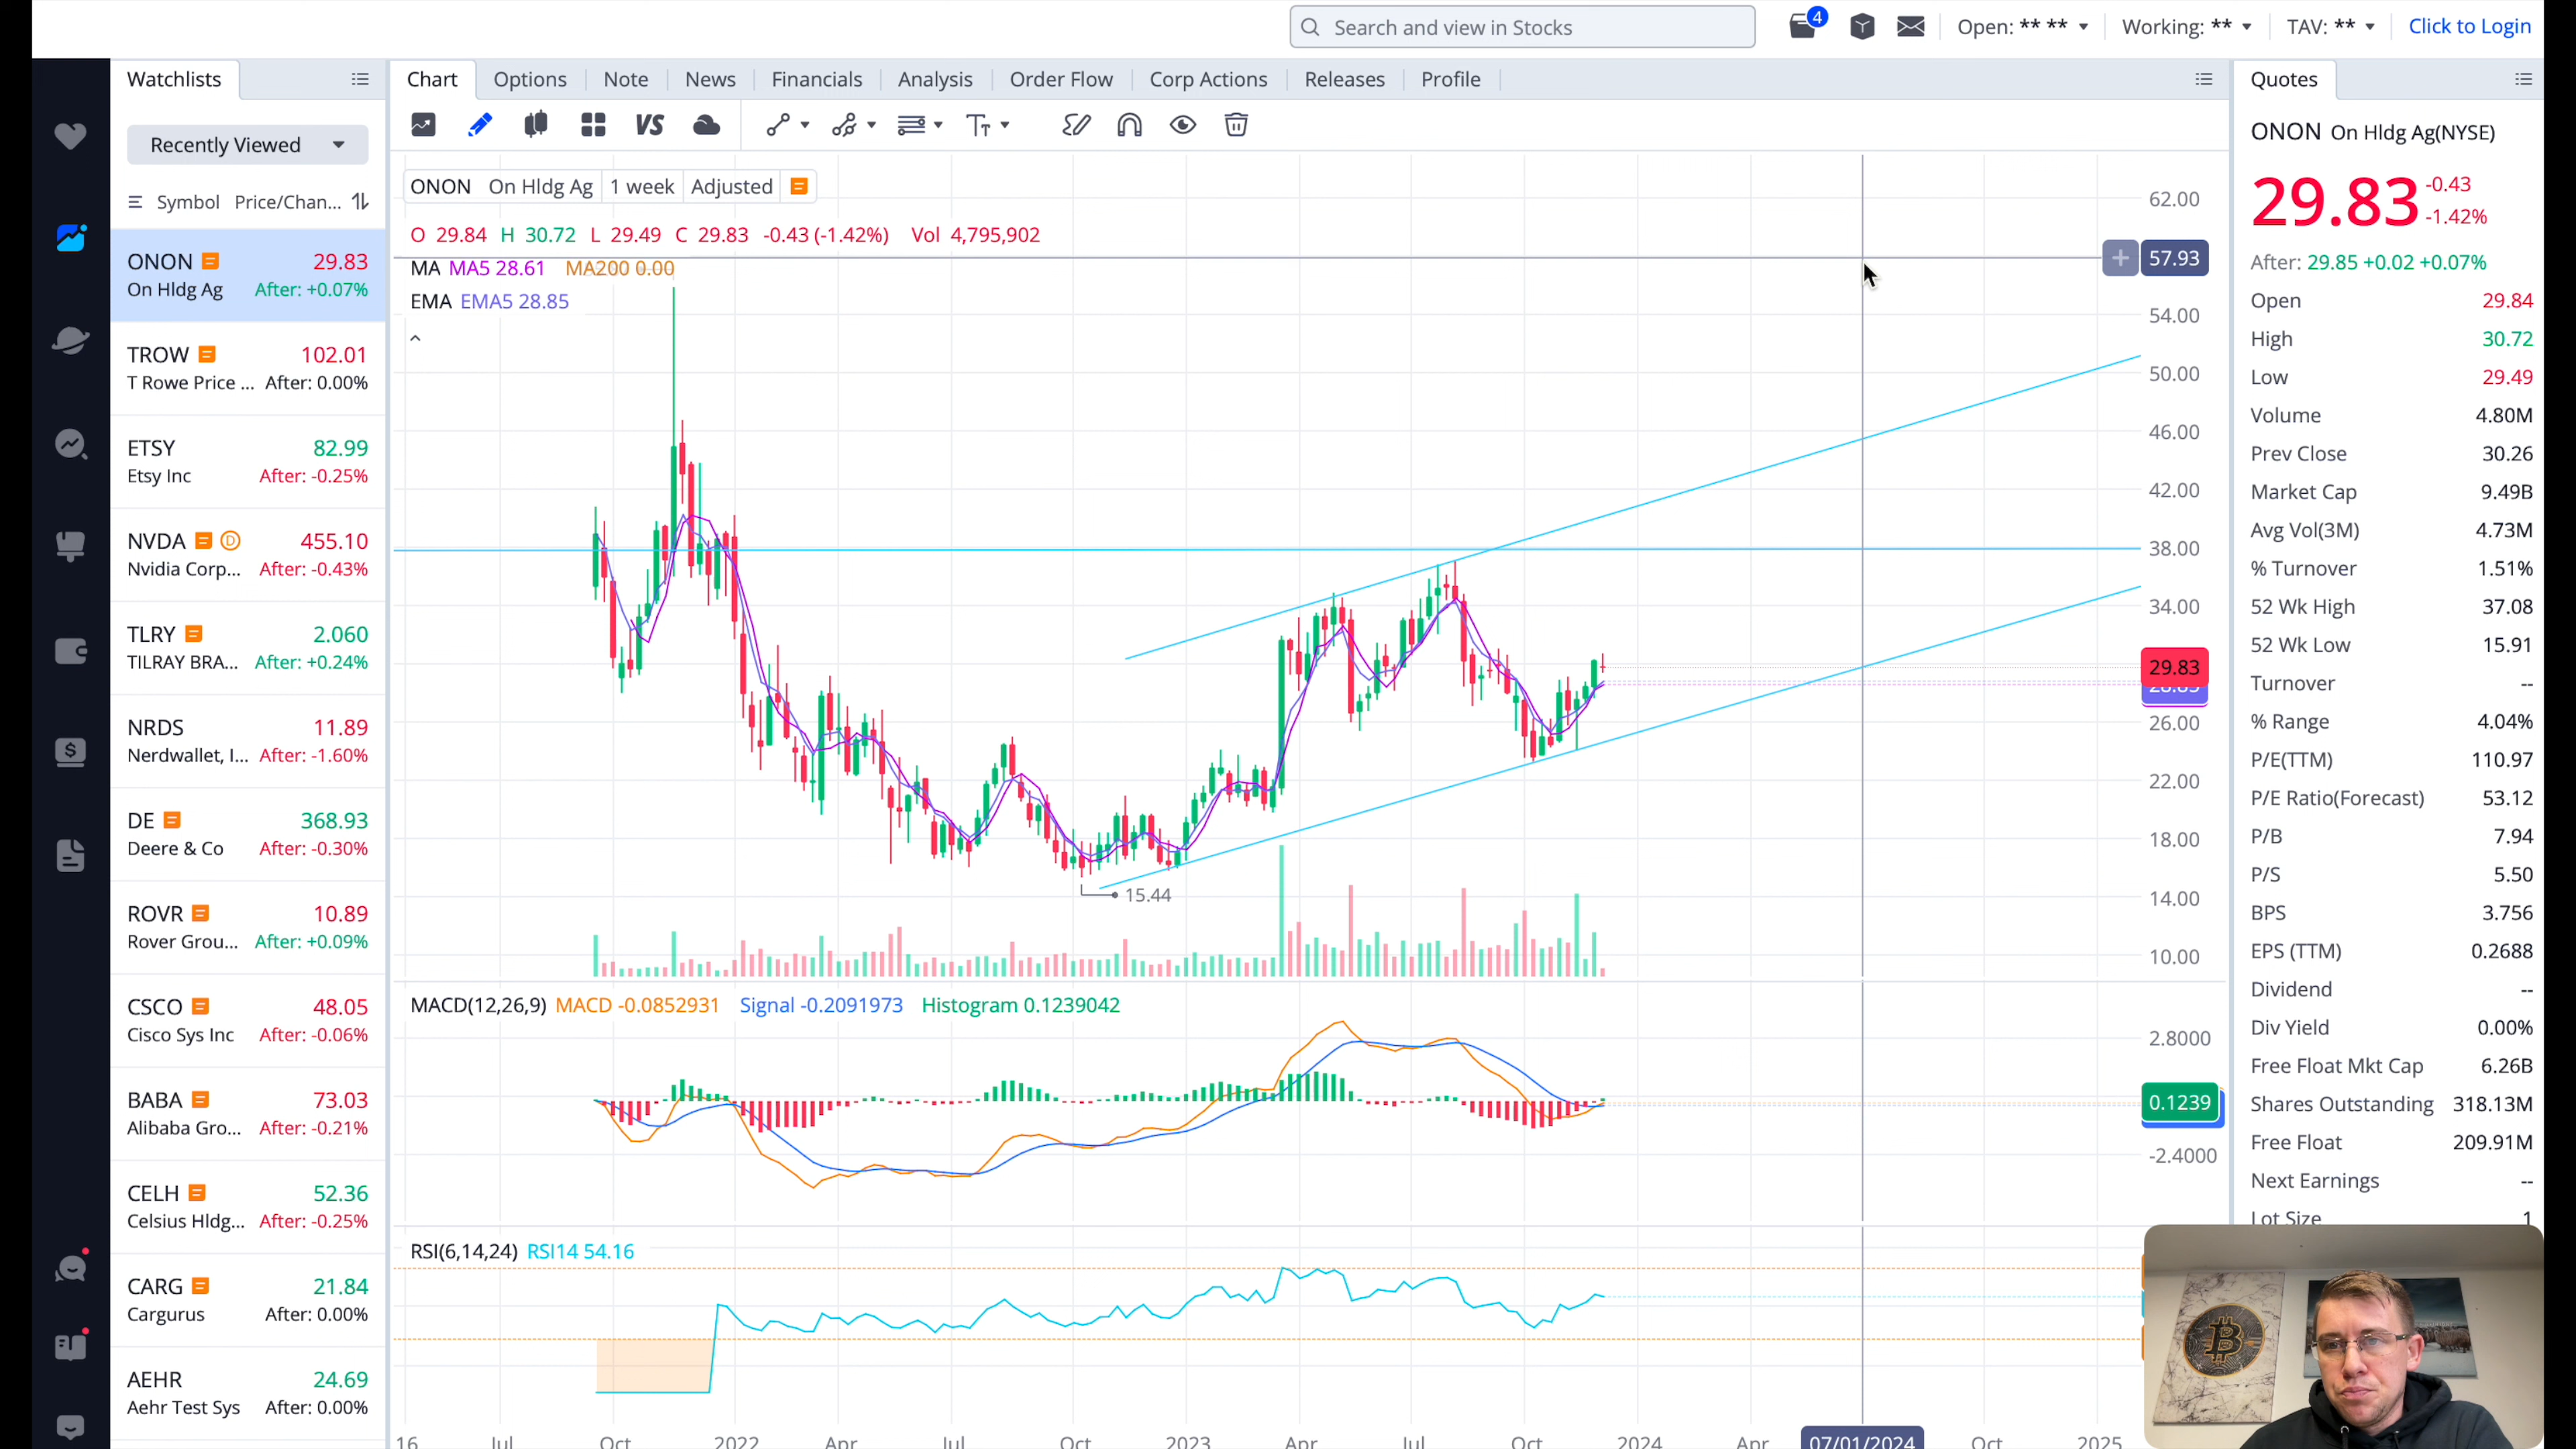 Search and view in Stocks
4
Open: ** **
Working: **
TAV: **
Click to Login
Watchlists
Chart
Options
Note
News
Financials
Analysis
Order Flow
Corp Actions
Releases
Profile
Quotes
Recently Viewed
VS
Symbol Price/Chan...
ONON 29.83
On Hldg Ag After: +0.07%
TROW 102.01
T Rowe Price ... After: 0.00%
ETSY 82.99
Etsy Inc After: -0.25%
NVDA D 455.10
Nvidia Corp... After: -0.43%
TLRY 2.060
TILRAY BRA... After: +0.24%
NRDS 11.89
Nerdwallet, I... After: -1.60%
DE 368.93
Deere & Co After: -0.30%
ROVR 10.89
Rover Grou... After: +0.09%
CSCO 48.05
Cisco Sys Inc After: -0.06%
BABA 73.03
Alibaba Gro... After: -0.21%
CELH 52.36
Celsius Hldg... After: -0.25%
CARG 21.84
Cargurus After: 0.00%
AEHR 24.69
Aehr Test Sys After: 0.00%
ONON On Hldg Ag 1 week Adjusted
O 29.84 H 30.72 L 29.49 C 29.83 -0.43 (-1.42%) Vol 4,795,902
MA MA5 28.61 MA200 0.00
EMA EMA5 28.85
62.00
57.93
54.00
50.00
46.00
42.00
38.00
34.00
29.83
28.85
26.00
22.00
18.00
14.00
10.00
15.44
MACD(12,26,9) MACD -0.0852931 Signal -0.2091973 Histogram 0.1239042
2.8000
0.1239
-2.4000
RSI(6,14,24) RSI14 54.16
16 Jul Oct 2022 Apr Jul Oct 2023 Apr Jul Oct 2024 Apr 07/01/2024 Oct 2025
ONON On Hldg Ag(NYSE)
29.83 -0.43
-1.42%
After: 29.85 +0.02 +0.07%
Open 29.84
High 30.72
Low 29.49
Volume 4.80M
Prev Close 30.26
Market Cap 9.49B
Avg Vol(3M) 4.73M
% Turnover 1.51%
52 Wk High 37.08
52 Wk Low 15.91
Turnover --
% Range 4.04%
P/E(TTM) 110.97
P/E Ratio(Forecast) 53.12
P/B 7.94
P/S 5.50
BPS 3.756
EPS (TTM) 0.2688
Dividend --
Div Yield 0.00%
Free Float Mkt Cap 6.26B
Shares Outstanding 318.13M
Free Float 209.91M
Next Earnings --
Lot Size 1